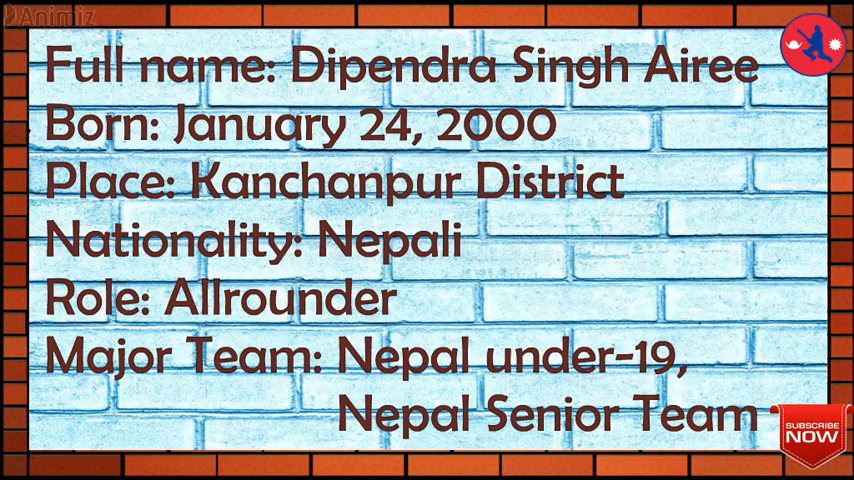 Animiz
Full name: Dipendra Singh Airee
Born: January 24, 2000
Place: Kanchanpur District
Nationality: Nepali
Role: Allrounder
Major Team: Nepal under-19,
Nepal Senior Team
SUBSCRIBE
NOW